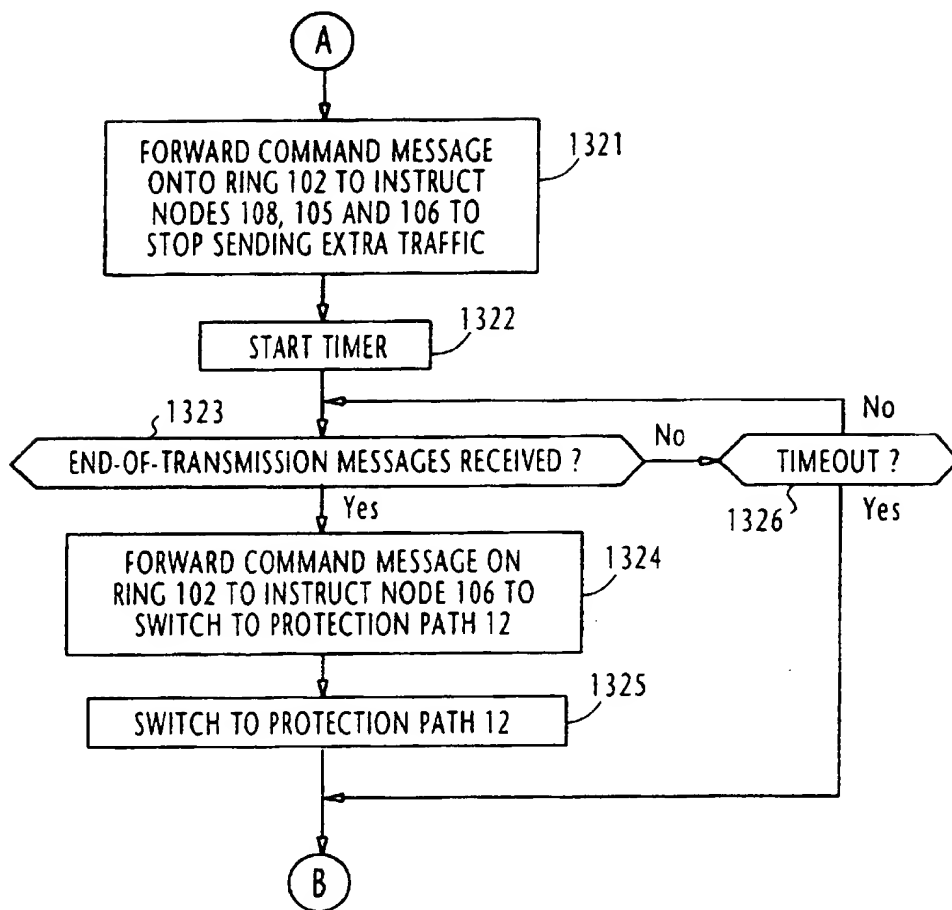 A
FORWARD COMMAND MESSAGE
ONTO RING 102 TO INSTRUCT
NODES 108, 105 AND 106 TO
STOP SENDING EXTRA TRAFFIC
1321
START TIMER
1322
1323
END-OF-TRANSMISSION MESSAGES RECEIVED ?
No
TIMEOUT ?
No
1326
Yes
Yes
FORWARD COMMAND MESSAGE ON
RING 102 TO INSTRUCT NODE 106 TO
SWITCH TO PROTECTION PATH 12
1324
SWITCH TO PROTECTION PATH 12
1325
B